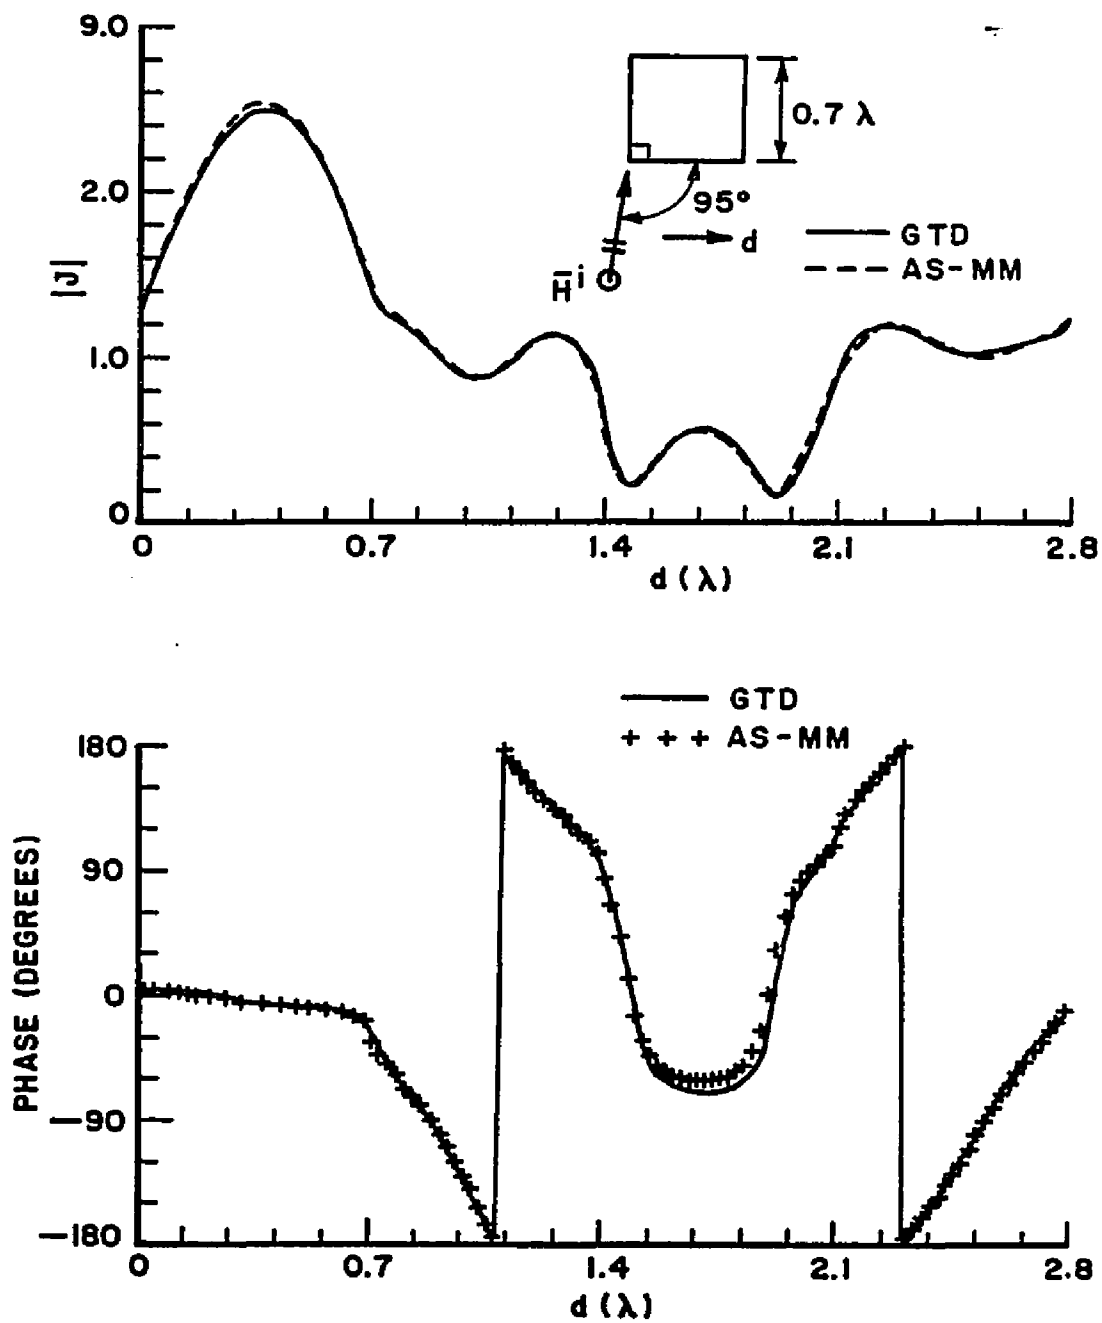 9.0
2.0
1.0
0
|J|
0.7 λ
95°
d
H̅ⁱ
GTD
AS-MM
0 0.7 1.4 2.1 2.8
d (λ)
GTD
+ + + AS-MM
180
90
0
-90
-180
PHASE (DEGREES)
0 0.7 1.4 2.1 2.8
d (λ)